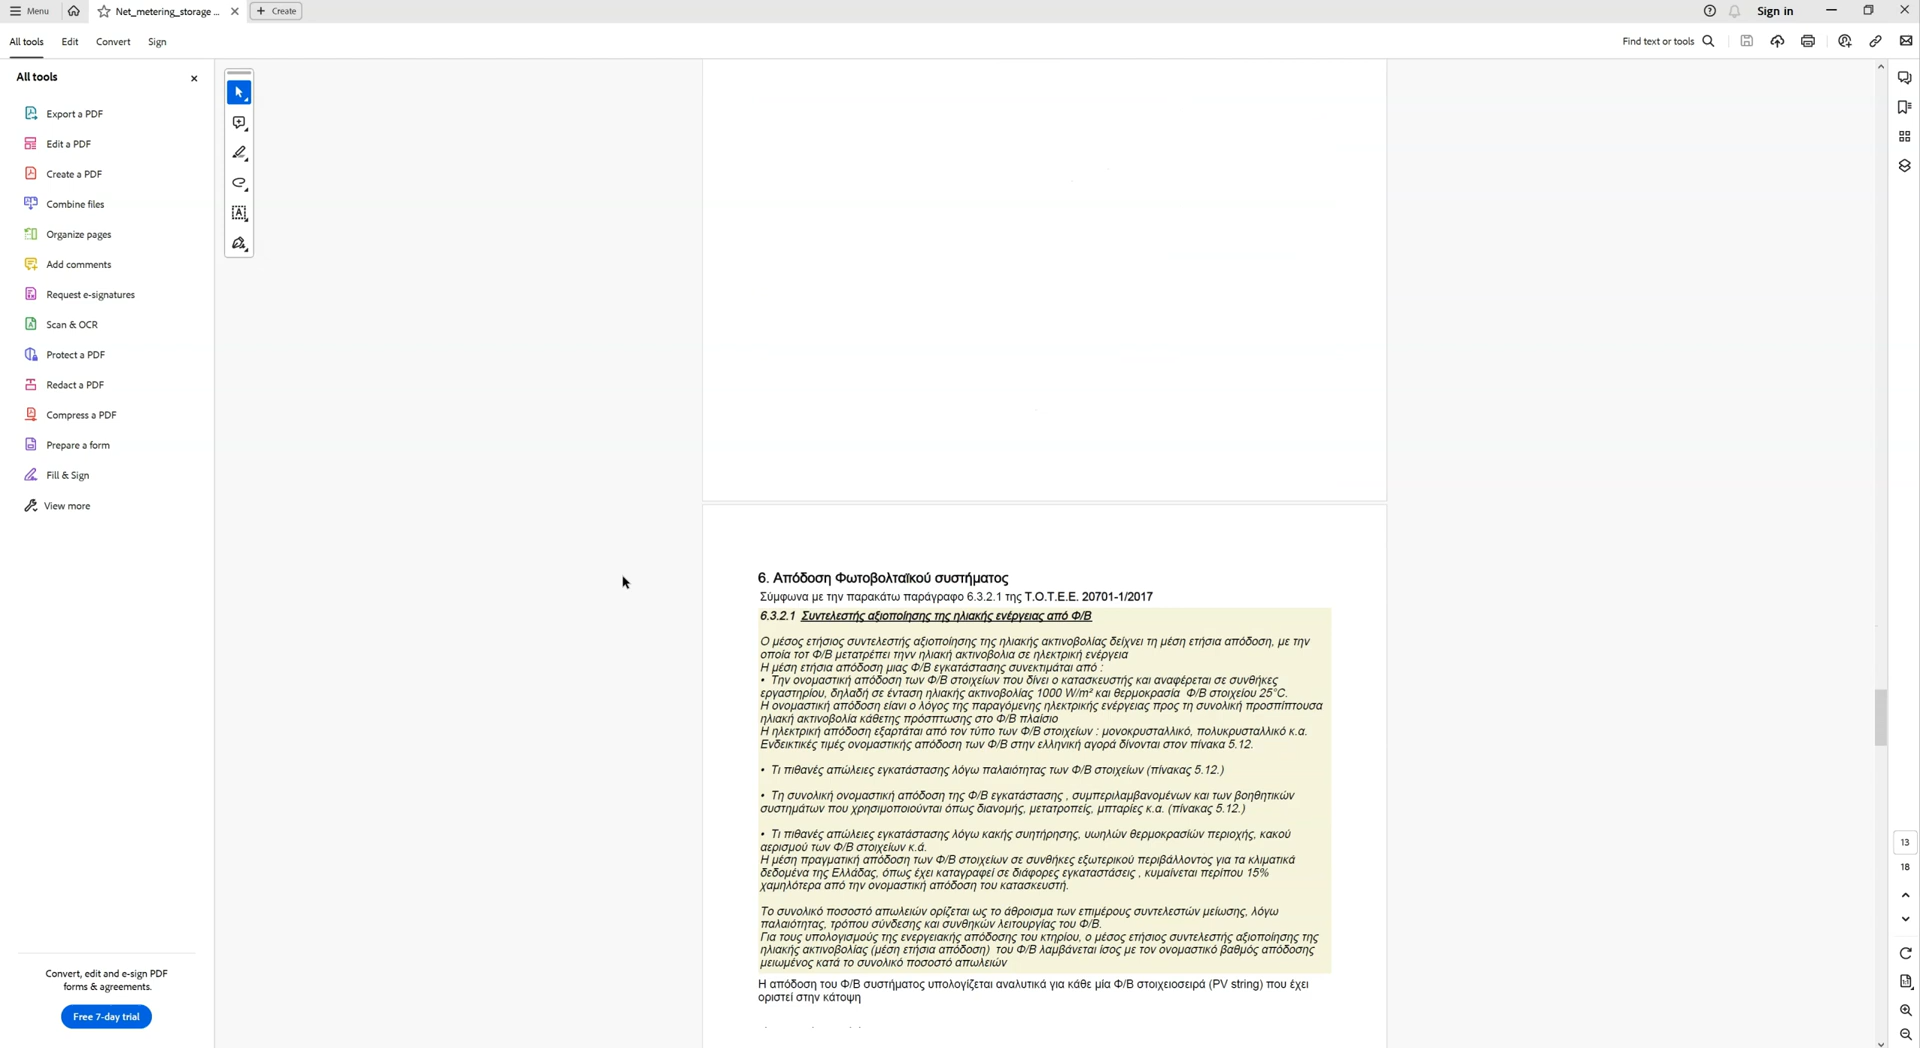 Menu
Net_metering_storage ...
Create
Sign in
All tools
Edit
Convert
Sign
Find text or tools
All tools
Export a PDF
Edit a PDF
Create a PDF
Combine files
Organize pages
Add comments
Request e-signatures
Scan & OCR
Protect a PDF
Redact a PDF
Compress a PDF
Prepare a form
Fill & Sign
View more
Convert, edit and e-sign PDF
forms & agreements.
Free 7-day trial
6. Απόδοση Φωτοβολταϊκού συστήματος
Σύμφωνα με την παρακάτω παράγραφο 6.3.2.1 της Τ.Ο.Τ.Ε.Ε. 20701-1/2017
6.3.2.1 Συντελεστής αξιοποίησης της ηλιακής ενέργειας από Φ/Β
Ο μέσος ετήσιος συντελεστής αξιοποίησης της ηλιακής ακτινοβολίας δείχνει τη μέση ετήσια απόδοση, με την
οποία τοτ Φ/Β μετατρέπει τηνν ηλιακή ακτινοβολια σε ηλεκτρική ενέργεια
Η μέση ετήσια απόδοση μιας Φ/Β εγκατάστασης συνεκτιμάται από :
• Την ονομαστική απόδοση των Φ/Β στοιχείων που δίνει ο κατασκευστής και αναφέρεται σε συνθήκες
εργαστηρίου, δηλαδή σε ένταση ηλιακής ακτινοβολίας 1000 W/m² και θερμοκρασία Φ/Β στοιχείου 25°C.
Η ονομαστική απόδοση είανι ο λόγος της παραγόμενης ηλεκτρικής ενέργειας προς τη συνολική προσπίπτουσα
ηλιακή ακτινοβολία κάθετης πρόσπτωσης στο Φ/Β πλαίσιο
Η ηλεκτρική απόδοση εξαρτάται από τον τύπο των Φ/Β στοιχείων : μονοκρυσταλλικό, πολυκρυσταλλικό κ.α.
Ενδεικτικές τιμές ονομαστικής απόδοση των Φ/Β στην ελληνική αγορά δίνονται στον πίνακα 5.12.
• Τι πιθανές απώλειες εγκατάστασης λόγω παλαιότητας των Φ/Β στοιχείων (πίνακας 5.12.)
• Τη συνολική ονομαστική απόδοση της Φ/Β εγκατάστασης , συμπεριλαμβανομένων και των βοηθητικών
συστημάτων που χρησιμοποιούνται όπως διανομής, μετατροπείς, μπταρίες κ.α. (πίνακας 5.12.)
• Τι πιθανές απώλειες εγκατάστασης λόγω κακής συητήρησης, υωηλών θερμοκρασίών περιοχής, κακού
αερισμού των Φ/Β στοιχείων κ.ά.
Η μέση πραγματική απόδοση των Φ/Β στοιχείων σε συνθήκες εξωτερικού περιβάλλοντος για τα κλιματικά
δεδομένα της Ελλάδας, όπως έχει καταγραφεί σε διάφορες εγκαταστάσεις , κυμαίνεται περίπου 15%
χαμηλότερα από την ονομαστική απόδοση του κατασκευστή.
Το συνολικό ποσοστό απωλειών ορίζεται ως το άθροισμα των επιμέρους συντελεστών μείωσης, λόγω
παλαιότητας, τρόπου σύνδεσης και συνθηκών λειτουργίας του Φ/Β.
Για τους υπολογισμούς της ενεργειακής απόδοσης του κτηρίου, ο μέσος ετήσιος συντελεστής αξιοποίησης της
ηλιακής ακτινοβολίας (μέση ετήσια απόδοση) του Φ/Β λαμβάνεται ίσος με τον ονομαστικό βαθμός απόδοσης
μειωμένος κατά το συνολικό ποσοστό απωλειών
Η απόδοση του Φ/Β συστήματος υπολογίζεται αναλυτικά για κάθε μία Φ/Β στοιχειοσειρά (PV string) που έχει
οριστεί στην κάτοψη
13
18